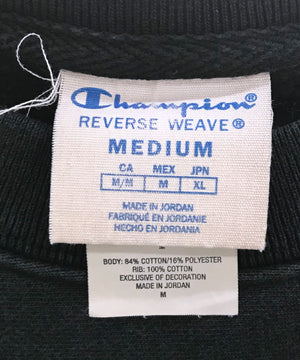 Champion
REVERSE WEAVE®
MEDIUM
CA MEX JPN
M/M M XL
MADE IN JORDAN
FABRIQUÉ EN JORDANIE
HECHO EN JORDANIA
BODY: 84% COTTON/16% POLYESTER
RIB: 100% COTTON
EXCLUSIVE OF DECORATION
MADE IN JORDAN
M